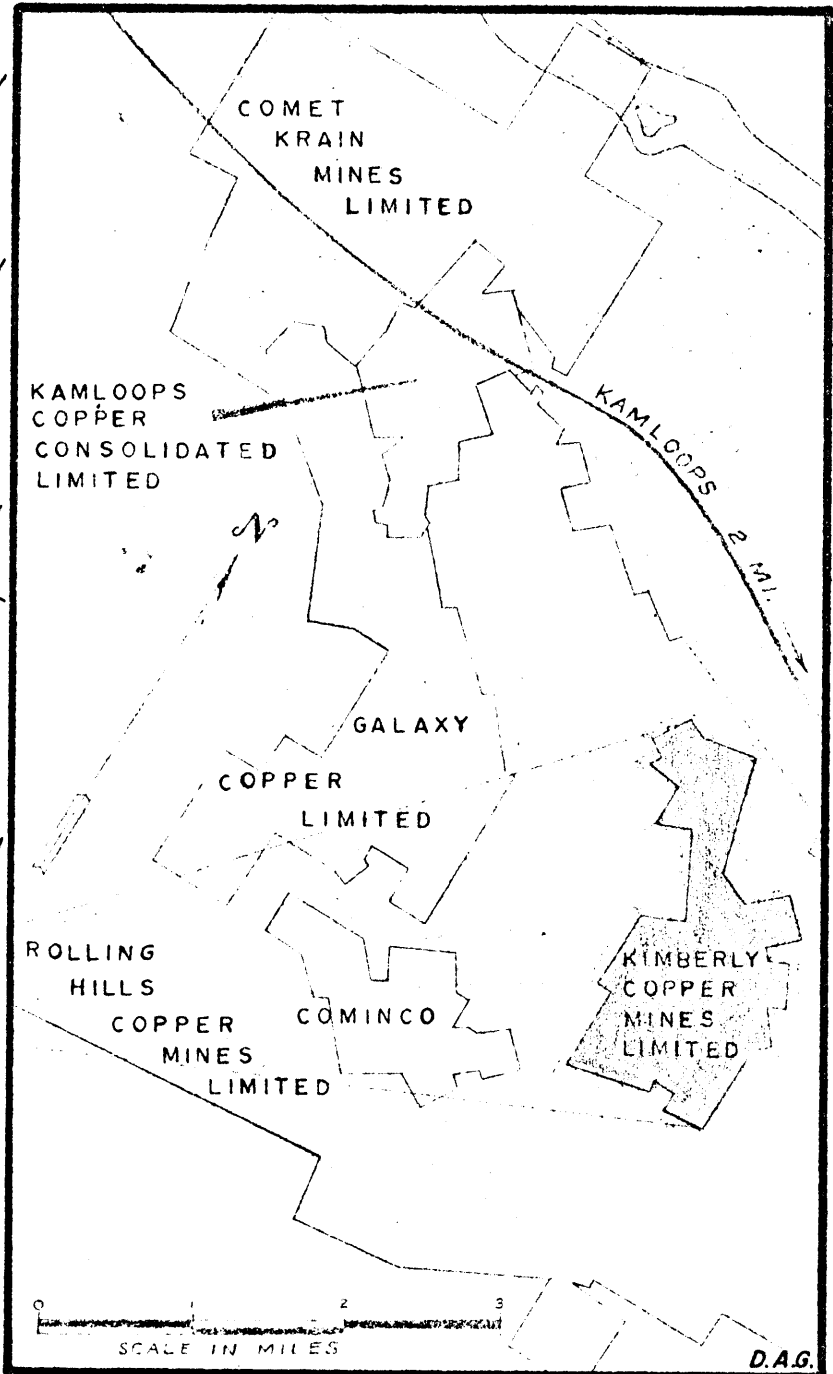 COMET
KRAIN
MINES
LIMITED
KAMLOOPS
COPPER
CONSOLIDATED
LIMITED
KAMLOOPS 2 MI.
N
GALAXY
COPPER
LIMITED
ROLLING
HILLS
COPPER
MINES
LIMITED
COMINCO
KIMBERLY
COPPER
MINES
LIMITED
0 1 2 3
SCALE IN MILES
D.A.G.